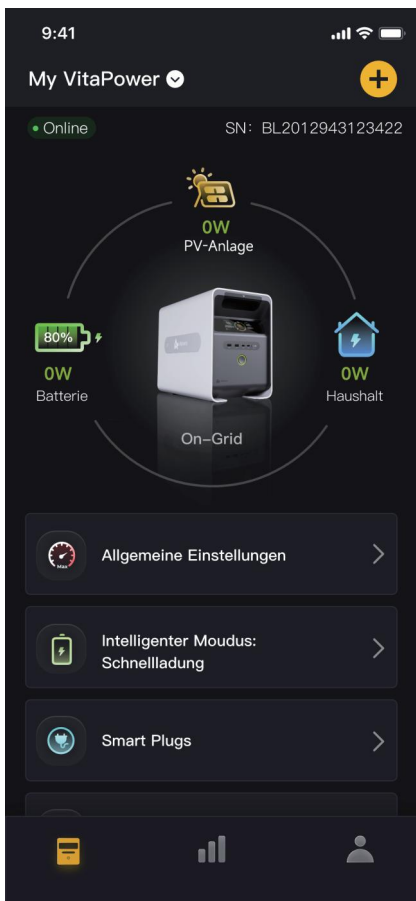 9:41
My VitaPower
Online
SN: BL2012943123422
0W
PV-Anlage
80%
0W
Batterie
0W
Haushalt
On-Grid
Allgemeine Einstellungen
Intelligenter Moudus:
Schnellladung
Smart Plugs